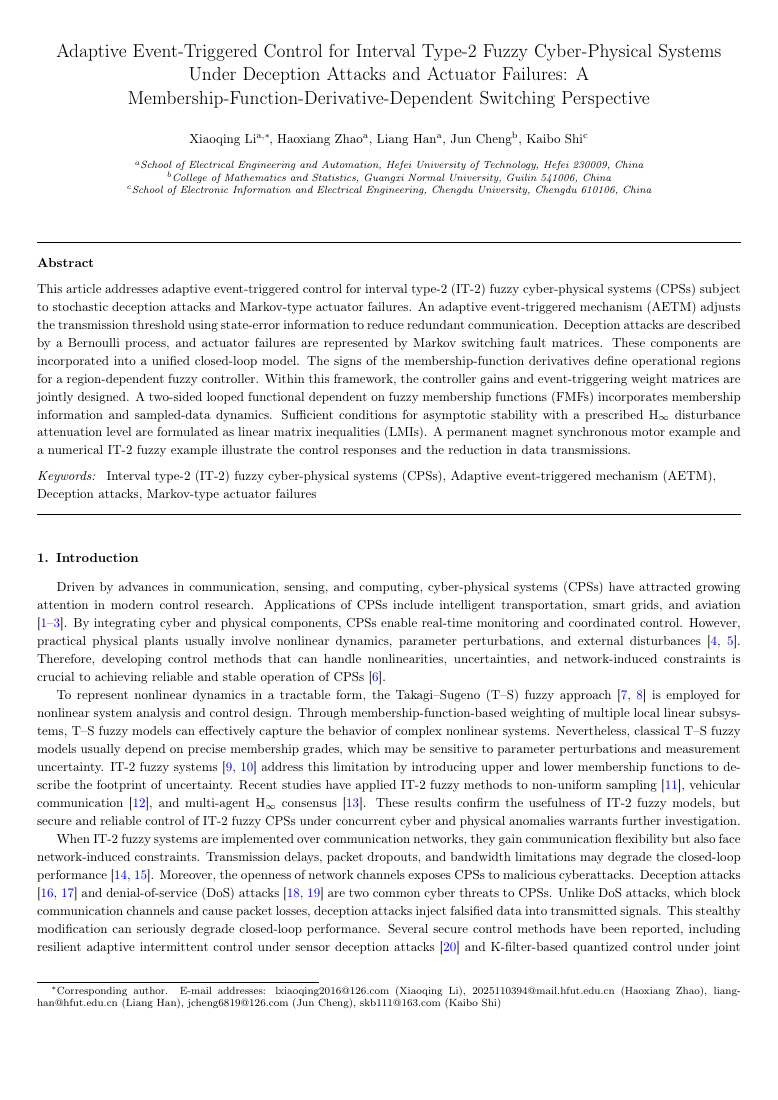 Adaptive Event-Triggered Control for Interval Type-2 Fuzzy Cyber-Physical Systems
Under Deception Attacks and Actuator Failures: A
Membership-Function-Derivative-Dependent Switching Perspective
Xiaoqing Liᵃ,*, Haoxiang Zhaoᵃ, Liang Hanᵃ, Jun Chengᵇ, Kaibo Shiᶜ
ᵃSchool of Electrical Engineering and Automation, Hefei University of Technology, Hefei 230009, China
ᵇCollege of Mathematics and Statistics, Guangxi Normal University, Guilin 541006, China
ᶜSchool of Electronic Information and Electrical Engineering, Chengdu University, Chengdu 610106, China
Abstract
This article addresses adaptive event-triggered control for interval type-2 (IT-2) fuzzy cyber-physical systems (CPSs) subject
to stochastic deception attacks and Markov-type actuator failures. An adaptive event-triggered mechanism (AETM) adjusts
the transmission threshold using state-error information to reduce redundant communication. Deception attacks are described
by a Bernoulli process, and actuator failures are represented by Markov switching fault matrices. These components are
incorporated into a unified closed-loop model. The signs of the membership-function derivatives define operational regions
for a region-dependent fuzzy controller. Within this framework, the controller gains and event-triggering weight matrices are
jointly designed. A two-sided looped functional dependent on fuzzy membership functions (FMFs) incorporates membership
information and sampled-data dynamics. Sufficient conditions for asymptotic stability with a prescribed H∞ disturbance
attenuation level are formulated as linear matrix inequalities (LMIs). A permanent magnet synchronous motor example and
a numerical IT-2 fuzzy example illustrate the control responses and the reduction in data transmissions.
Keywords: Interval type-2 (IT-2) fuzzy cyber-physical systems (CPSs), Adaptive event-triggered mechanism (AETM),
Deception attacks, Markov-type actuator failures
1. Introduction
Driven by advances in communication, sensing, and computing, cyber-physical systems (CPSs) have attracted growing
attention in modern control research. Applications of CPSs include intelligent transportation, smart grids, and aviation
[1–3]. By integrating cyber and physical components, CPSs enable real-time monitoring and coordinated control. However,
practical physical plants usually involve nonlinear dynamics, parameter perturbations, and external disturbances [4, 5].
Therefore, developing control methods that can handle nonlinearities, uncertainties, and network-induced constraints is
crucial to achieving reliable and stable operation of CPSs [6].
To represent nonlinear dynamics in a tractable form, the Takagi–Sugeno (T–S) fuzzy approach [7, 8] is employed for
nonlinear system analysis and control design. Through membership-function-based weighting of multiple local linear subsys-
tems, T–S fuzzy models can effectively capture the behavior of complex nonlinear systems. Nevertheless, classical T–S fuzzy
models usually depend on precise membership grades, which may be sensitive to parameter perturbations and measurement
uncertainty. IT-2 fuzzy systems [9, 10] address this limitation by introducing upper and lower membership functions to de-
scribe the footprint of uncertainty. Recent studies have applied IT-2 fuzzy methods to non-uniform sampling [11], vehicular
communication [12], and multi-agent H∞ consensus [13]. These results confirm the usefulness of IT-2 fuzzy models, but
secure and reliable control of IT-2 fuzzy CPSs under concurrent cyber and physical anomalies warrants further investigation.
When IT-2 fuzzy systems are implemented over communication networks, they gain communication flexibility but also face
network-induced constraints. Transmission delays, packet dropouts, and bandwidth limitations may degrade the closed-loop
performance [14, 15]. Moreover, the openness of network channels exposes CPSs to malicious cyberattacks. Deception attacks
[16, 17] and denial-of-service (DoS) attacks [18, 19] are two common cyber threats to CPSs. Unlike DoS attacks, which block
communication channels and cause packet losses, deception attacks inject falsified data into transmitted signals. This stealthy
modification can seriously degrade closed-loop performance. Several secure control methods have been reported, including
resilient adaptive intermittent control under sensor deception attacks [20] and K-filter-based quantized control under joint
*Corresponding author. E-mail addresses: lxiaoqing2016@126.com (Xiaoqing Li), 2025110394@mail.hfut.edu.cn (Haoxiang Zhao), liang-
han@hfut.edu.cn (Liang Han), jcheng6819@126.com (Jun Cheng), skb111@163.com (Kaibo Shi)